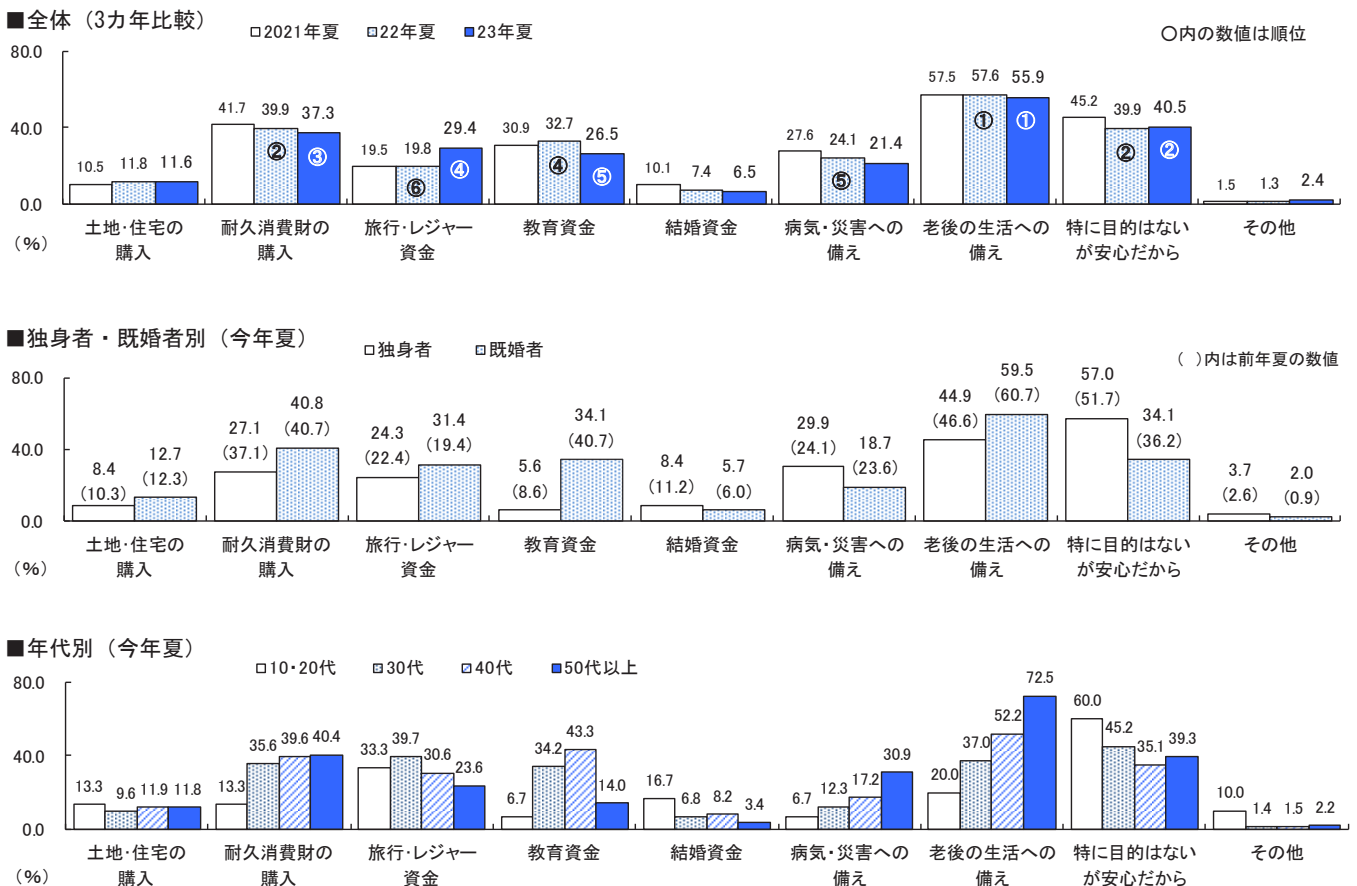 ■全体（3カ年比較）
□2021年夏 22年夏 ■23年夏
○内の数値は順位
80.0
40.0
0.0
（%）
10.5 11.8 11.6
41.7 39.9 37.3
② ③
19.5 19.8 29.4
⑥ ④
30.9 32.7 26.5
④ ⑤
10.1 7.4 6.5
27.6 24.1 21.4
⑤
57.5 57.6 55.9
① ①
45.2 39.9 40.5
② ②
1.5 1.3 2.4
土地・住宅の 耐久消費財の 旅行・レジャー 教育資金 結婚資金 病気・災害への 老後の生活への 特に目的はない その他
購入 購入 資金 備え 備え が安心だから
■独身者・既婚者別（今年夏）
□独身者 既婚者
（ ）内は前年夏の数値
80.0
40.0
0.0
（%）
8.4 12.7
(10.3) (12.3)
27.1 40.8
(37.1) (40.7)
24.3 31.4
(22.4) (19.4)
5.6 34.1
(8.6) (40.7)
8.4 5.7
(11.2) (6.0)
29.9 18.7
(24.1) (23.6)
44.9 59.5
(46.6) (60.7)
57.0 34.1
(51.7) (36.2)
3.7 2.0
(2.6) (0.9)
土地・住宅の 耐久消費財の 旅行・レジャー 教育資金 結婚資金 病気・災害への 老後の生活への 特に目的はない その他
購入 購入 資金 備え 備え が安心だから
■年代別（今年夏）
□10・20代 30代 40代 ■50代以上
80.0
40.0
0.0
（%）
13.3 9.6 11.9 11.8
13.3 35.6 39.6 40.4
33.3 39.7 30.6 23.6
6.7 34.2 43.3 14.0
16.7 6.8 8.2 3.4
6.7 12.3 17.2 30.9
20.0 37.0 52.2 72.5
60.0 45.2 35.1 39.3
10.0 1.4 1.5 2.2
土地・住宅の 耐久消費財の 旅行・レジャー 教育資金 結婚資金 病気・災害への 老後の生活への 特に目的はない その他
購入 購入 資金 備え 備え が安心だから